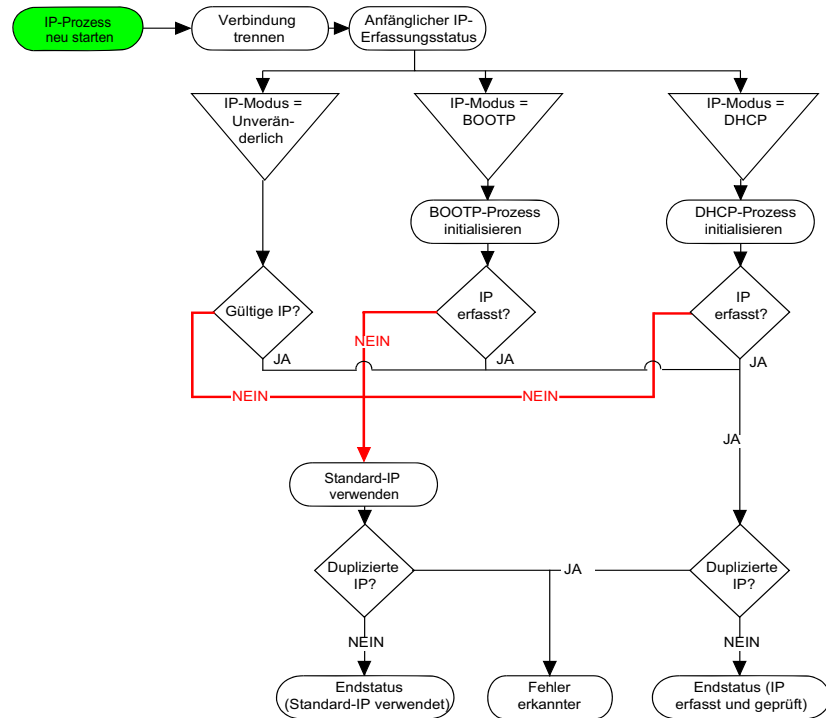 IP-Prozess
neu starten
Verbindung
trennen
Anfänglicher IP-
Erfassungsstatus
IP-Modus =
Unverän-
derlich
IP-Modus =
BOOTP
IP-Modus =
DHCP
BOOTP-Prozess
initialisieren
DHCP-Prozess
initialisieren
Gültige IP?
IP
erfasst?
IP
erfasst?
NEIN
JA
JA
JA
NEIN
NEIN
JA
Standard-IP
verwenden
Duplizierte
IP?
JA
Duplizierte
IP?
NEIN
NEIN
Endstatus
(Standard-IP verwendet)
Fehler
erkannter
Endstatus (IP
erfasst und geprüft)